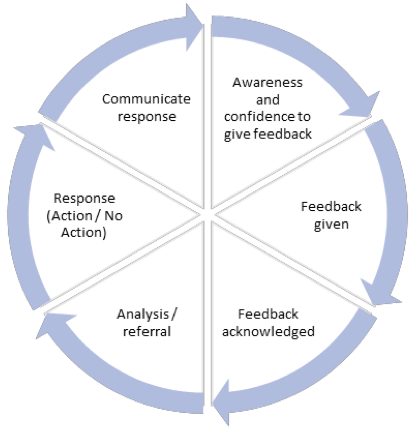 Awareness
and
confidence to
give feedback
Feedback
given
Feedback
acknowledged
Analysis /
referral
Response
(Action / No
Action)
Communicate
response